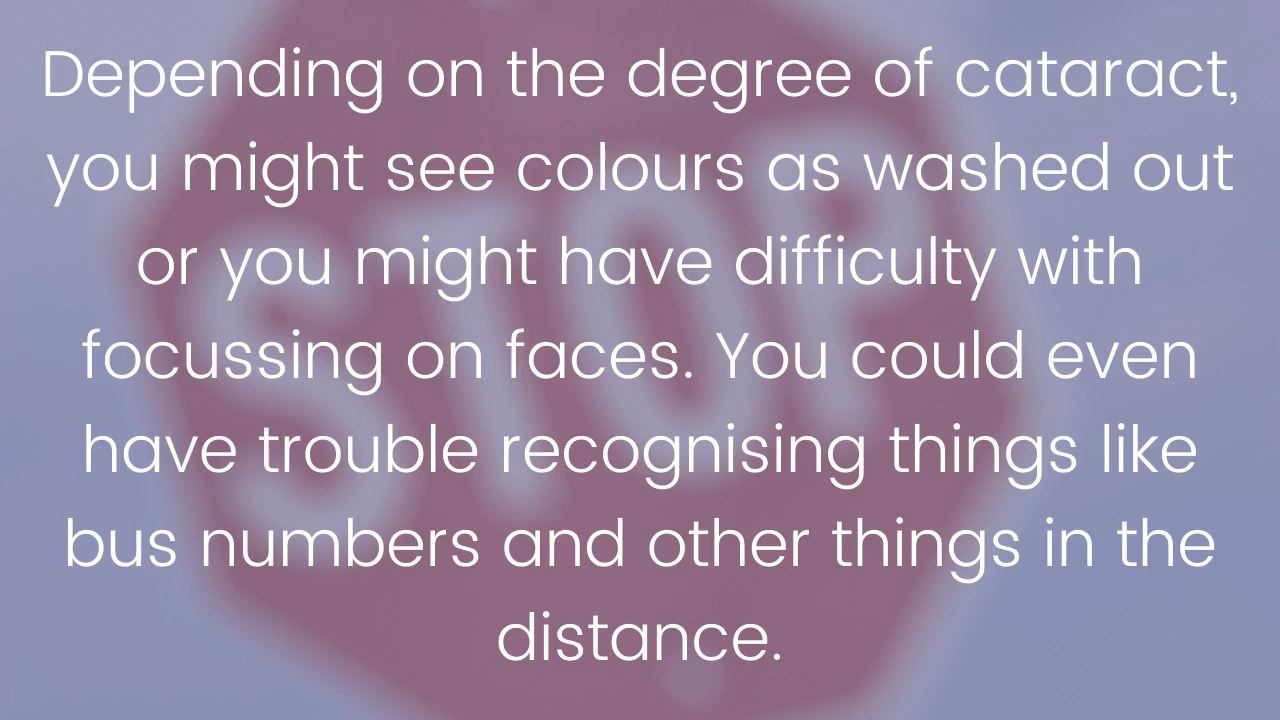 Depending on the degree of cataract,
you might see colours as washed out
or you might have difficulty with
focussing on faces. You could even
have trouble recognising things like
bus numbers and other things in the
distance.
STOP